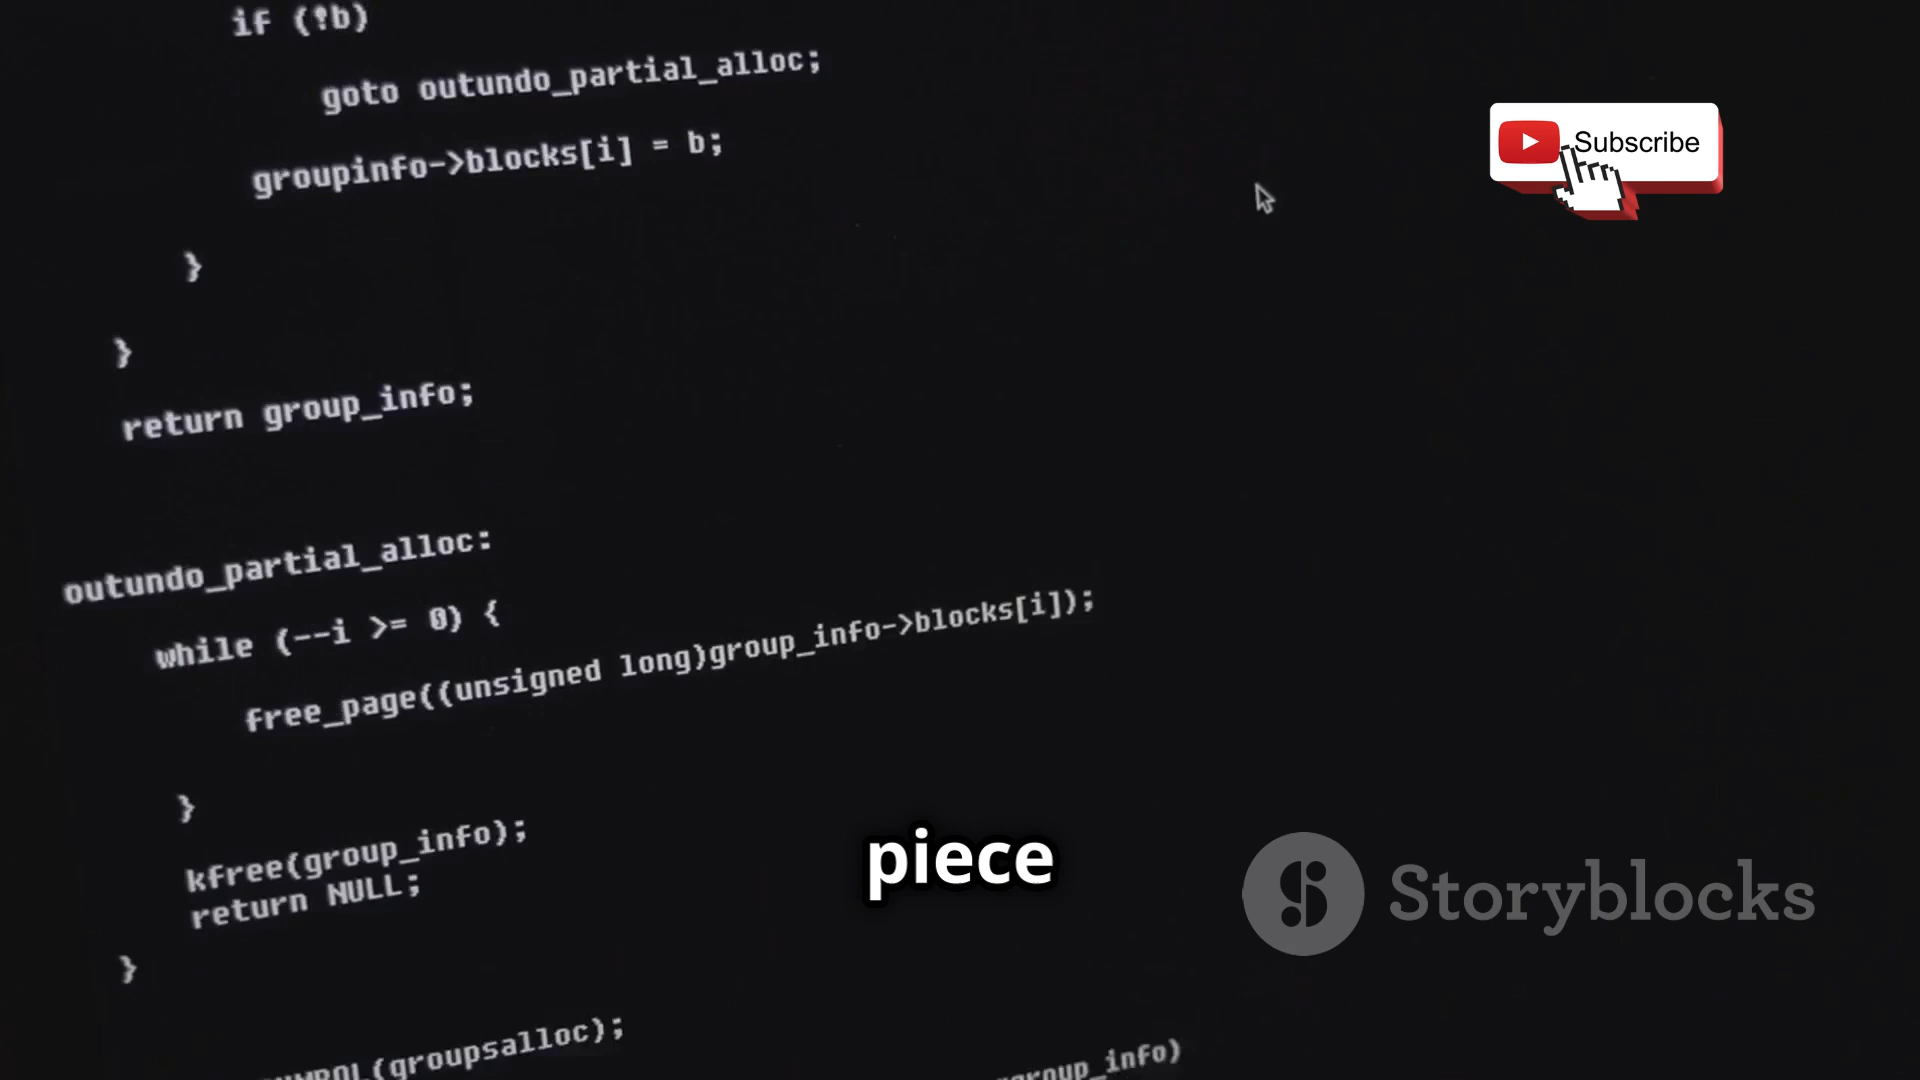 if (!b)
goto outundo_partial_alloc;
groupinfo->blocks[i] = b;
}
}
return group_info;
outundo_partial_alloc:
while (--i >= 0) {
free_page((unsigned long)group_info->blocks[i]);
}
kfree(group_info);
return NULL;
}
(groupsalloc);
group_info)
Subscribe
piece
Storyblocks